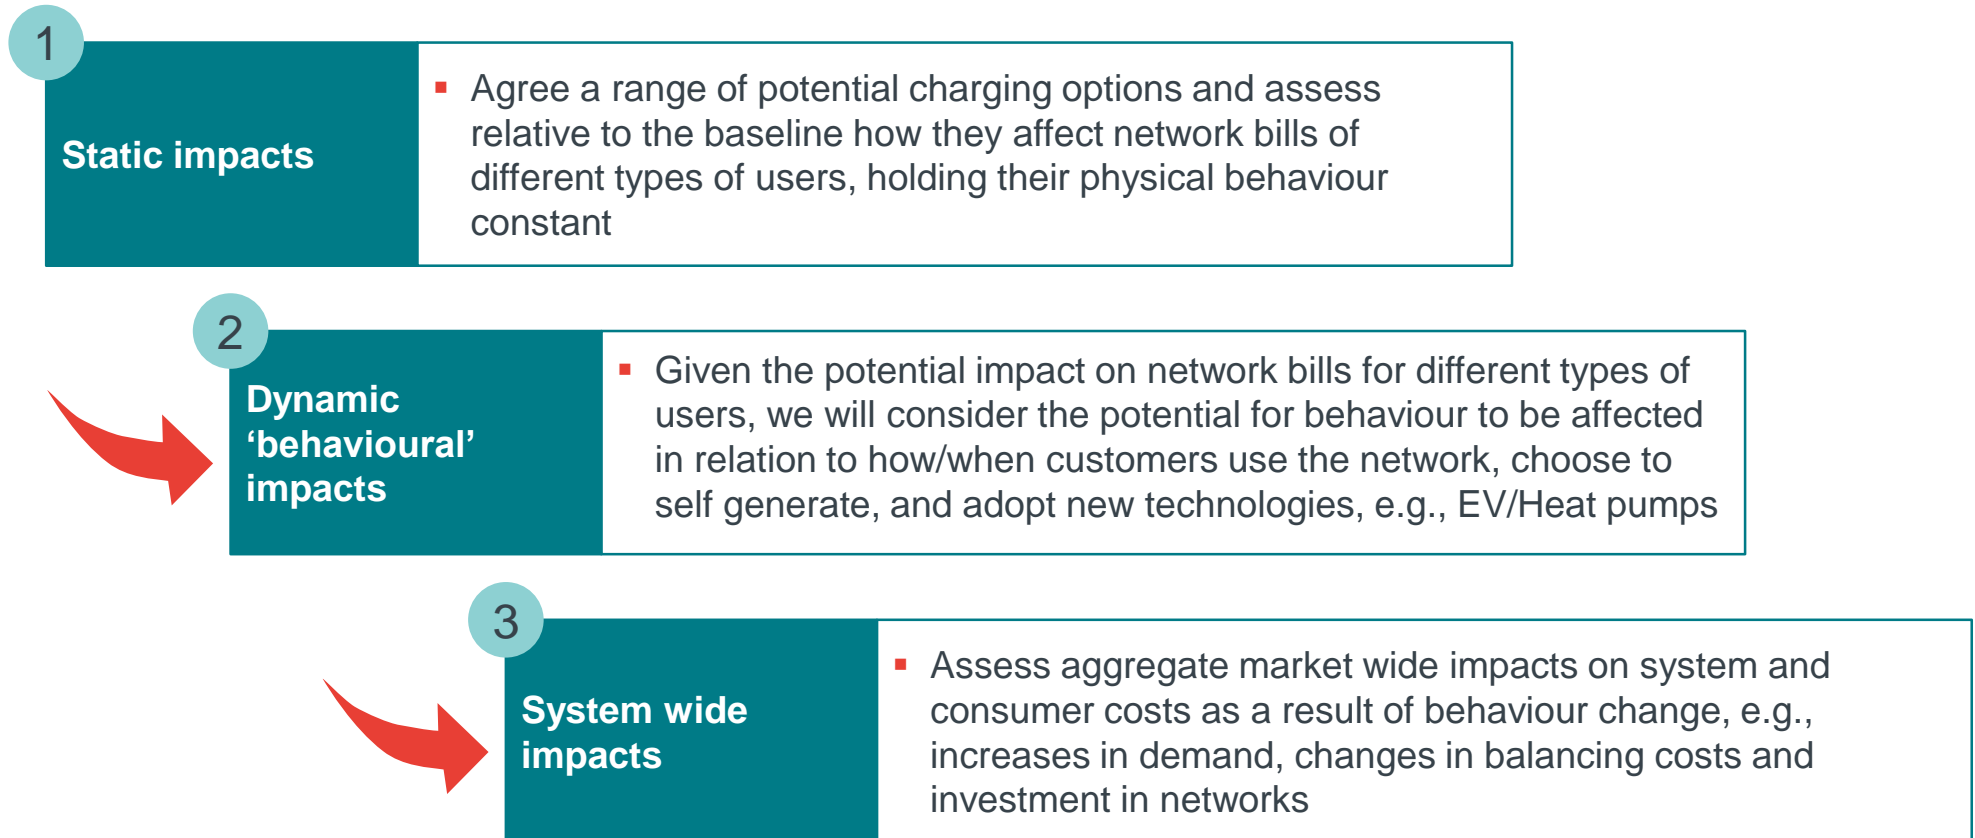 1
Static impacts
▪ Agree a range of potential charging options and assess
relative to the baseline how they affect network bills of
different types of users, holding their physical behaviour
constant
2
Dynamic
‘behavioural’
impacts
▪ Given the potential impact on network bills for different types of
users, we will consider the potential for behaviour to be affected
in relation to how/when customers use the network, choose to
self generate, and adopt new technologies, e.g., EV/Heat pumps
3
System wide
impacts
▪ Assess aggregate market wide impacts on system and
consumer costs as a result of behaviour change, e.g.,
increases in demand, changes in balancing costs and
investment in networks